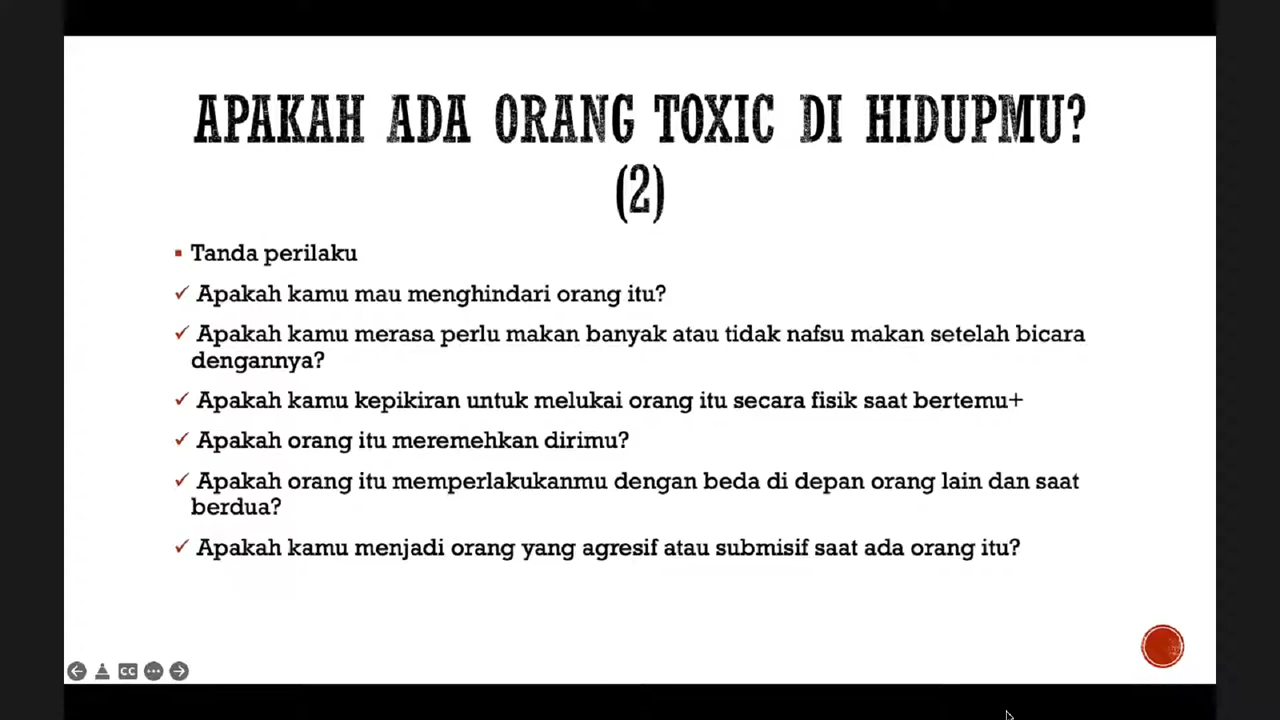 APAKAH ADA ORANG TOXIC DI HIDUPMU?
(2)
Tanda perilaku
Apakah kamu mau menghindari orang itu?
Apakah kamu merasa perlu makan banyak atau tidak nafsu makan setelah bicara
dengannya?
Apakah kamu kepikiran untuk melukai orang itu secara fisik saat bertemu+
Apakah orang itu meremehkan dirimu?
Apakah orang itu memperlakukanmu dengan beda di depan orang lain dan saat
berdua?
Apakah kamu menjadi orang yang agresif atau submisif saat ada orang itu?
CC